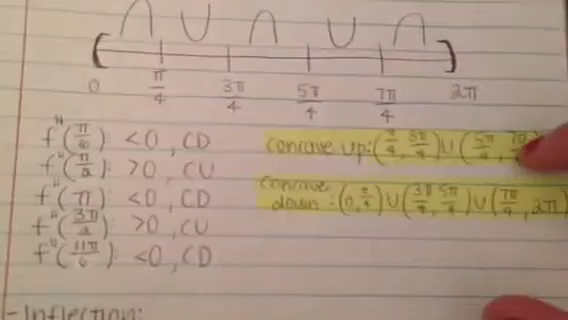 0 π/4 3π/4 5π/4 7π/4 2π
f"(π/6): <0, CD
f"(π/2): >0, CU
f"(π): <0, CD
f"(3π/2): >0, CU
f"(11π/6): <0, CD
concave up: (π/4, 3π/4) ∪ (5π/4, 7π/
concave
down: (0, π/4) ∪ (3π/4, 5π/4) ∪ (7π/4, 2π)
- Inflection: